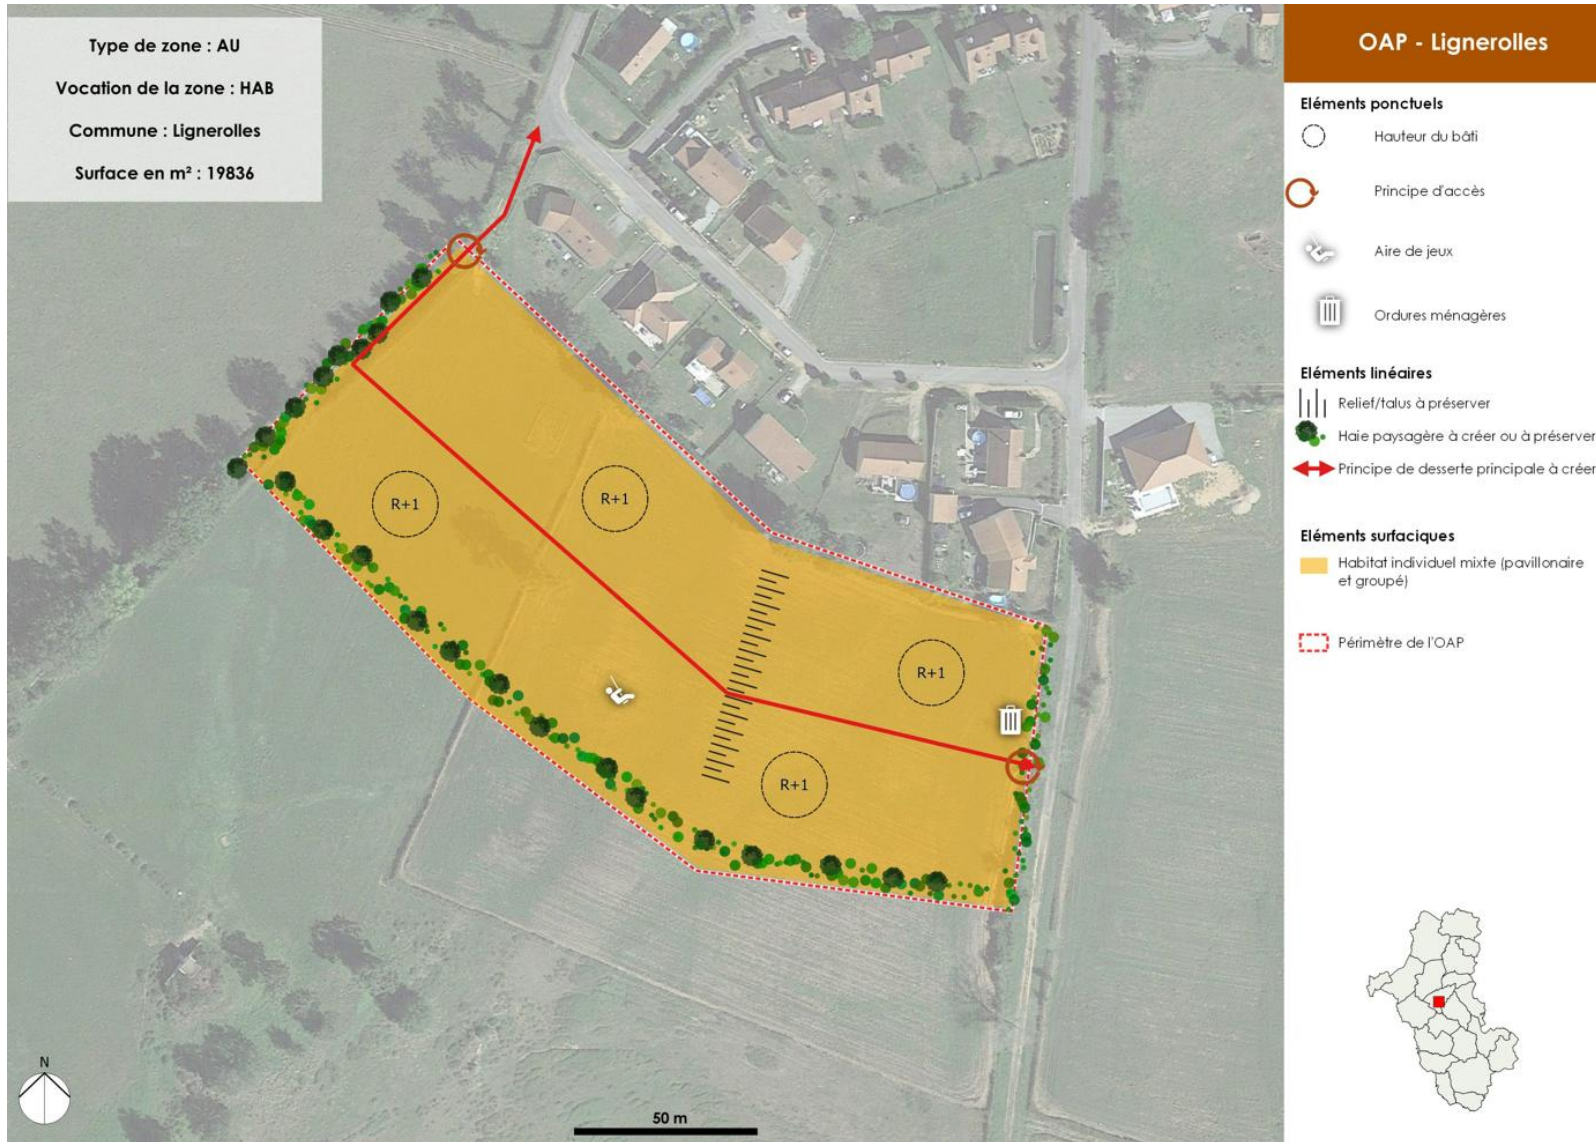 Type de zone : AU
Vocation de la zone : HAB
Commune : Lignerolles
Surface en m² : 19836
R+1
R+1
R+1
R+1
N
50 m
OAP - Lignerolles
Eléments ponctuels
Hauteur du bâti
Principe d'accès
Aire de jeux
Ordures ménagères
Eléments linéaires
Relief/talus à préserver
Haie paysagère à créer ou à préserver
Principe de desserte principale à créer
Eléments surfaciques
Habitat individuel mixte (pavillonaire
et groupé)
Périmètre de l'OAP